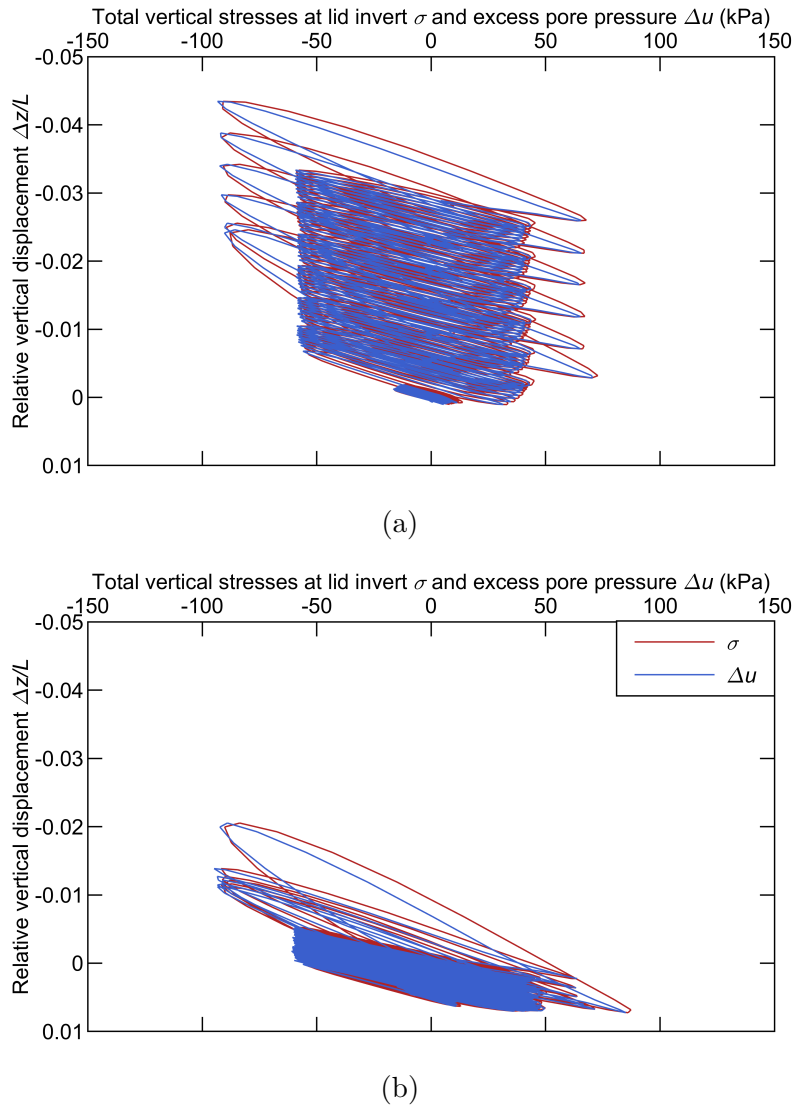 Total vertical stresses at lid invert σ and excess pore pressure Δu (kPa)
-150 -100 -50 0 50 100 150
-0.05
-0.04
-0.03
-0.02
-0.01
0
0.01
Relative vertical displacement Δz/L
(a)
Total vertical stresses at lid invert σ and excess pore pressure Δu (kPa)
-150 -100 -50 0 50 100 150
-0.05
-0.04
-0.03
-0.02
-0.01
0
0.01
Relative vertical displacement Δz/L
σ
Δu
(b)